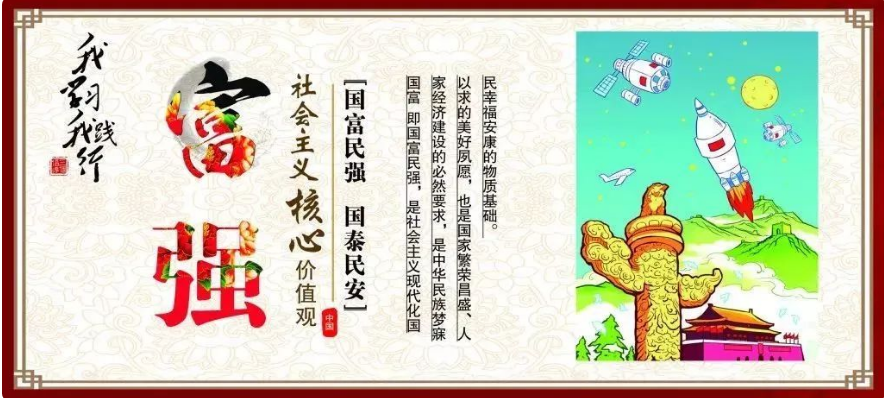 我学习我践行
富强
社会主义核心价值观
中国
[国富民强 国泰民安]
国富 即国富民强，是社会主义现代化国
家经济建设的必然要求，是中华民族梦寐
以求的美好夙愿，也是国家繁荣昌盛、人
民幸福安康的物质基础。